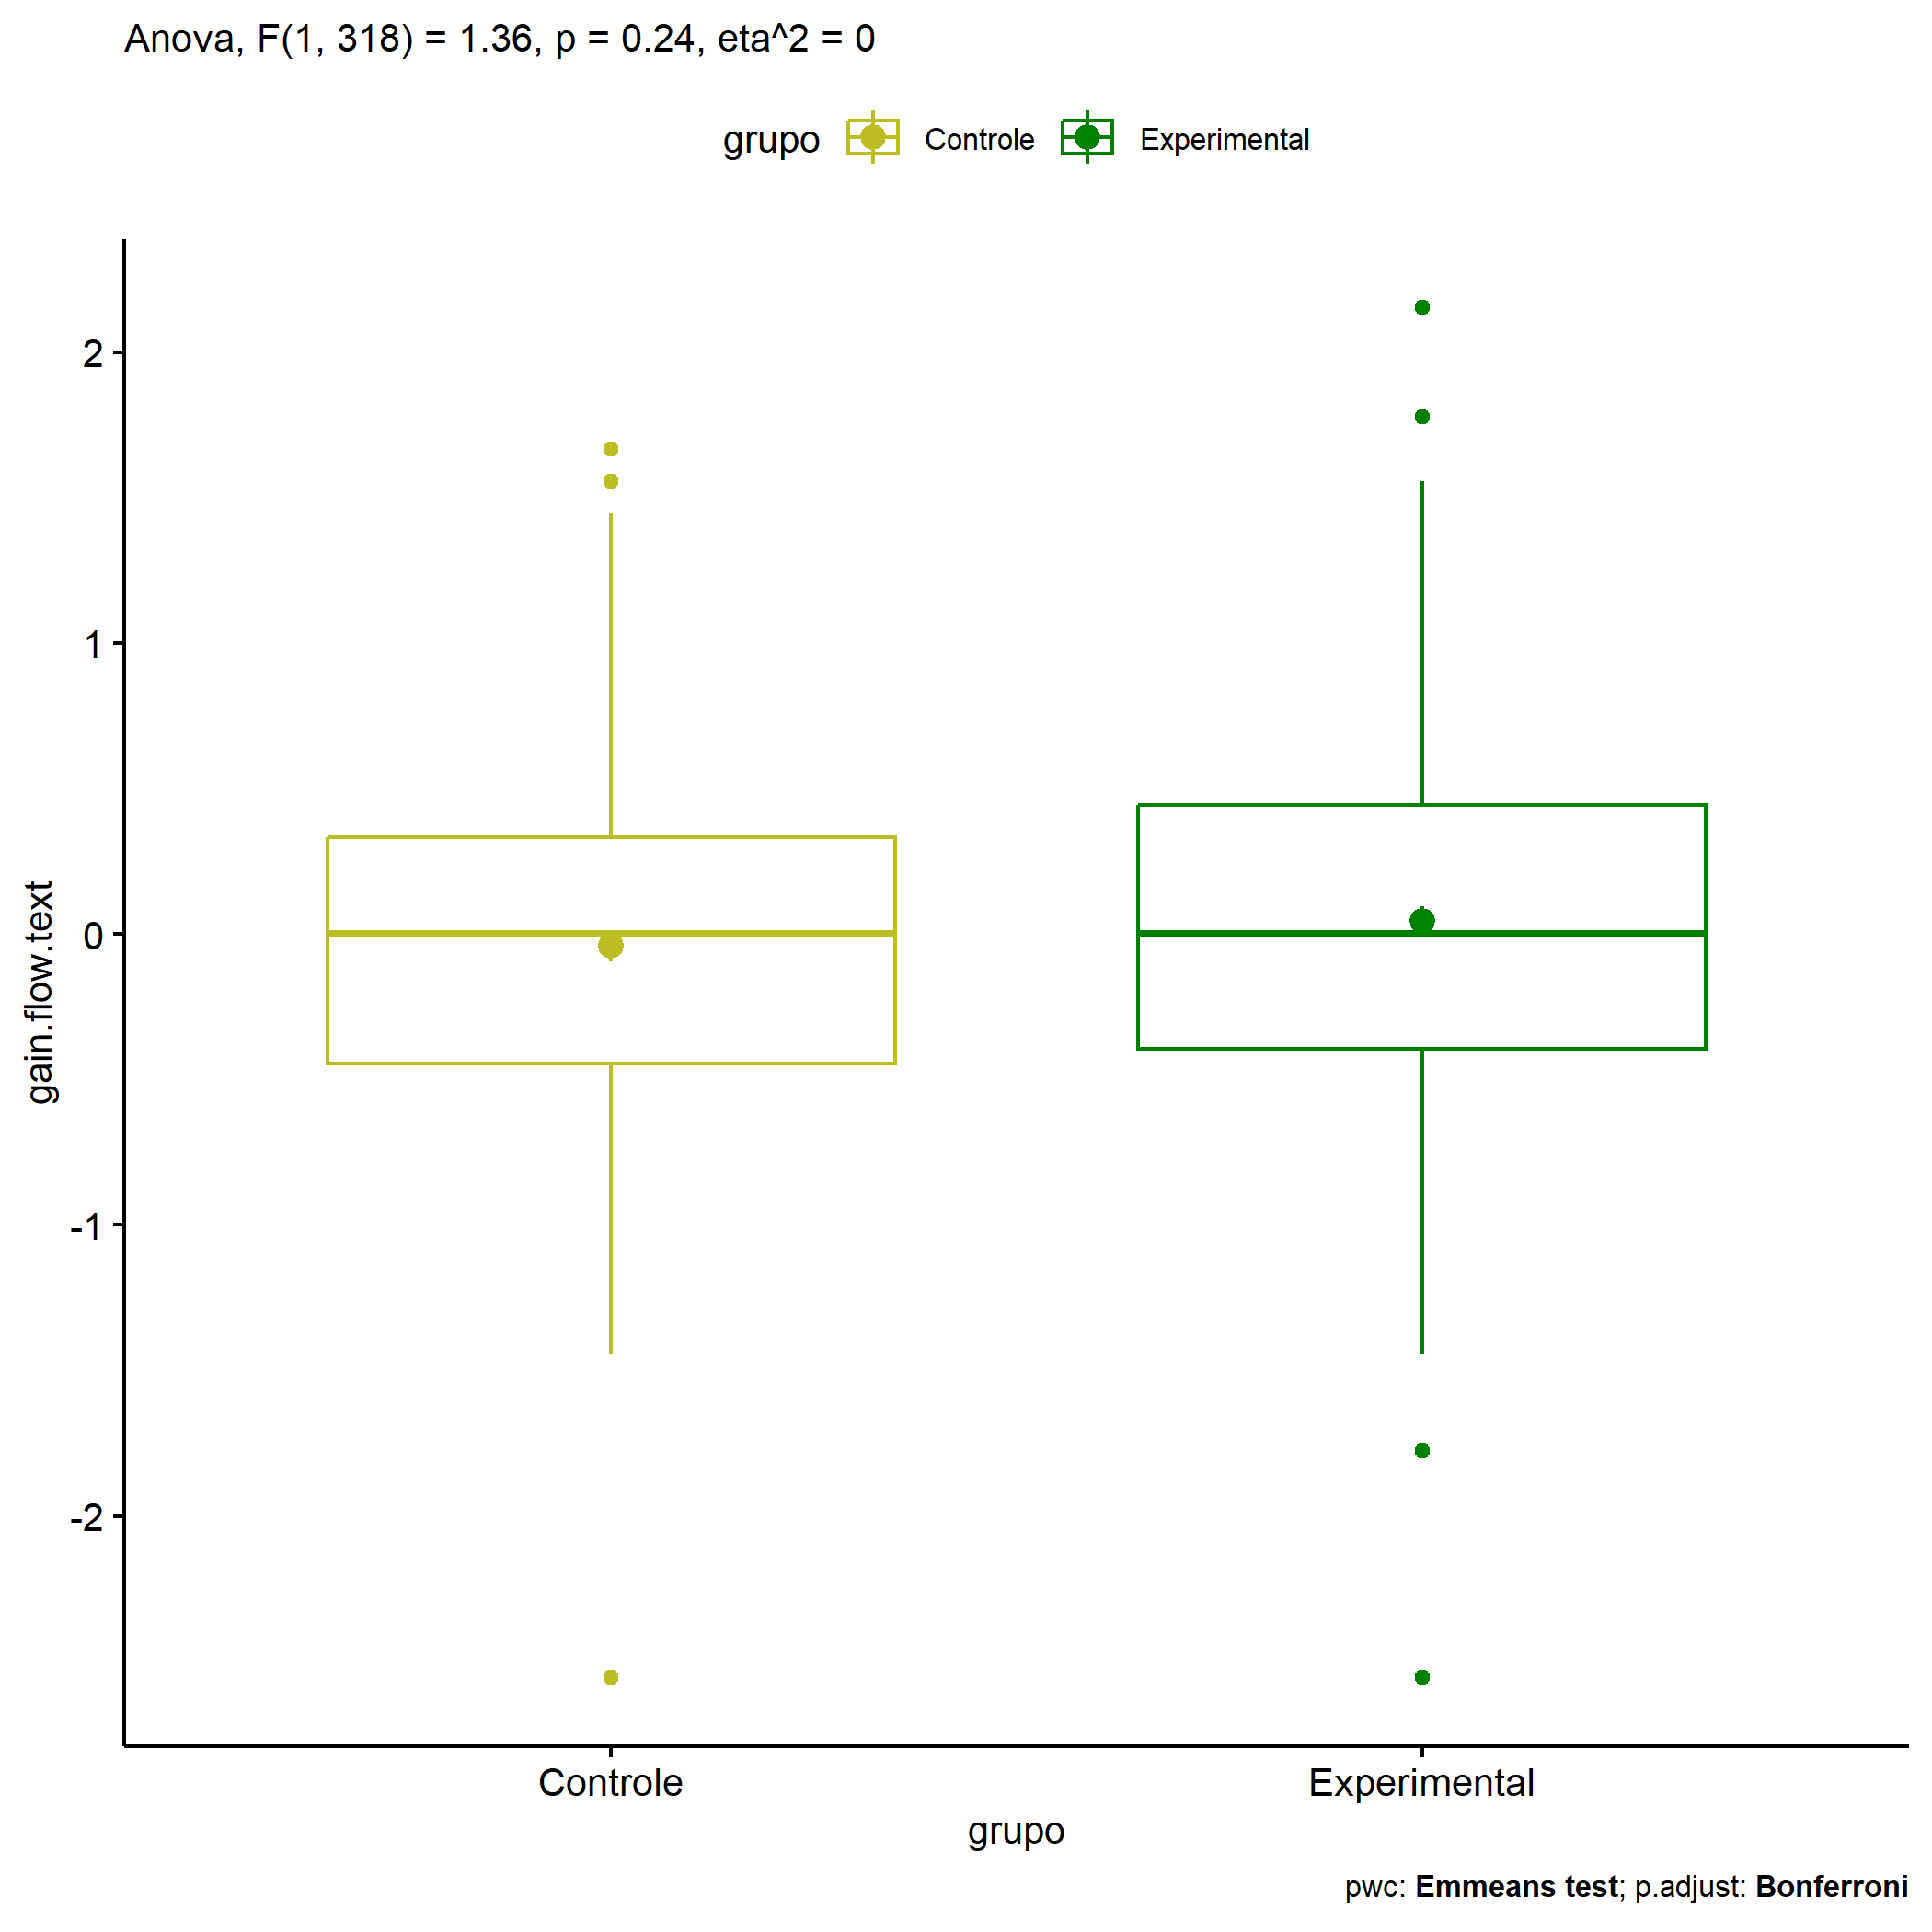 Anova, F(1, 318) = 1.36, p = 0.24, eta^2 = 0
grupo Controle Experimental
2
1
0
-1
-2
gain.flow.text
Controle Experimental
grupo
pwc: Emmeans test; p.adjust: Bonferroni